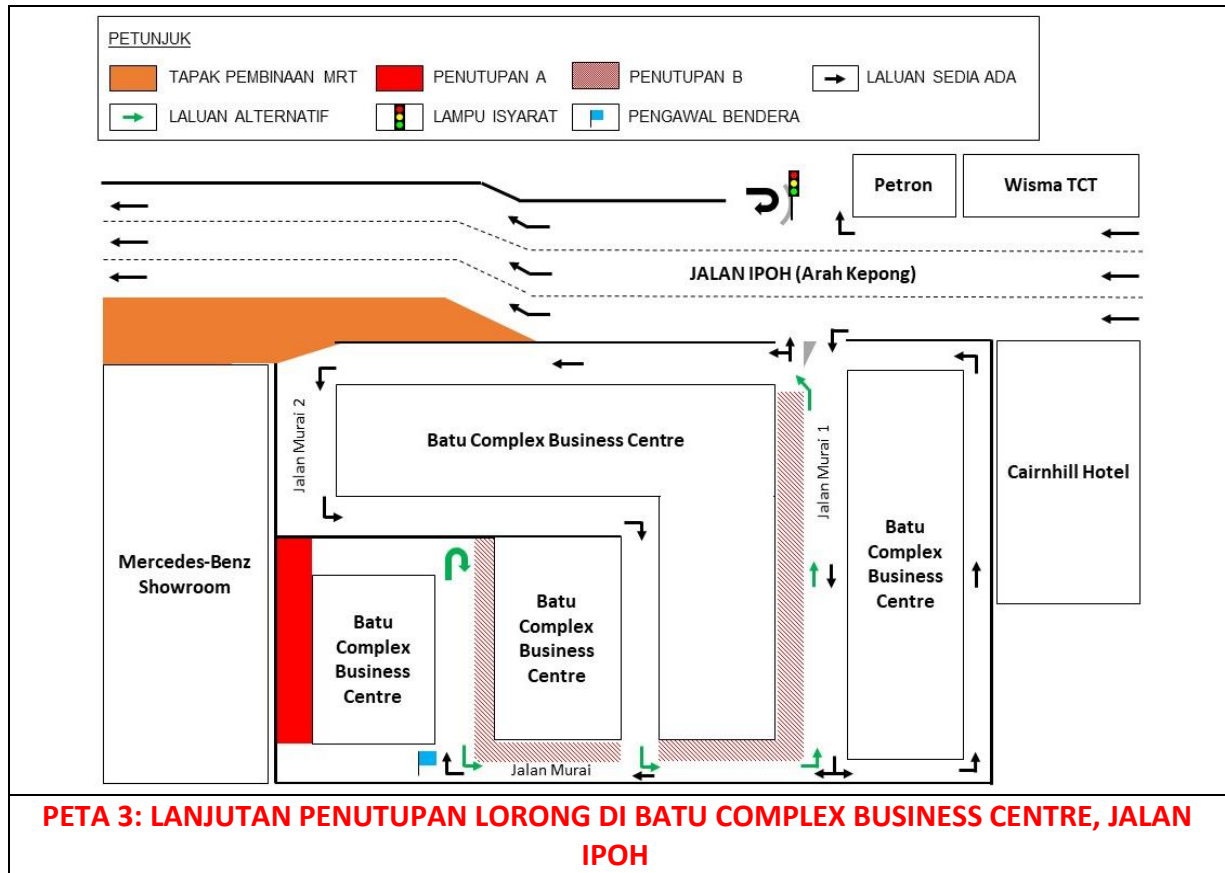 PETUNJUK
TAPAK PEMBINAAN MRT
PENUTUPAN A
PENUTUPAN B
LALUAN SEDIA ADA
LALUAN ALTERNATIF
LAMPU ISYARAT
PENGAWAL BENDERA
Petron
Wisma TCT
JALAN IPOH (Arah Kepong)
Jalan Murai 2
Batu Complex Business Centre
Jalan Murai 1
Cairnhill Hotel
Mercedes-Benz
Showroom
Batu
Complex
Business
Centre
Batu
Complex
Business
Centre
Batu
Complex
Business
Centre
Jalan Murai
PETA 3: LANJUTAN PENUTUPAN LORONG DI BATU COMPLEX BUSINESS CENTRE, JALAN
IPOH